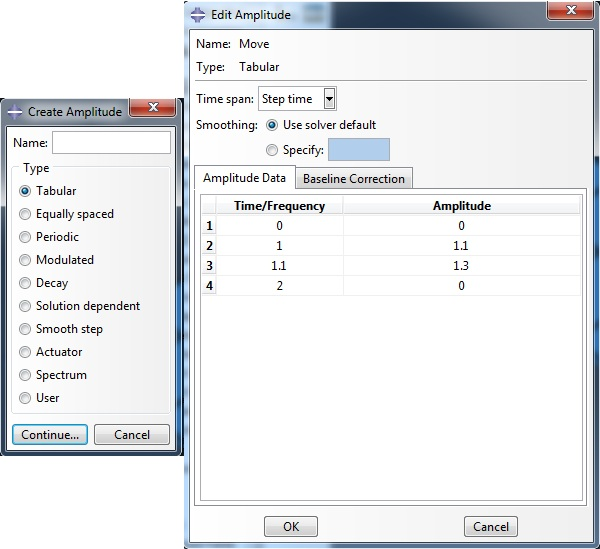 Create Amplitude
Name:
Type
Tabular
Equally spaced
Periodic
Modulated
Decay
Solution dependent
Smooth step
Actuator
Spectrum
User
Continue... Cancel
Edit Amplitude
Name: Move
Type: Tabular
Time span: Step time
Smoothing: Use solver default
Specify:
Amplitude Data Baseline Correction
Time/Frequency Amplitude
1 0 0
2 1 1.1
3 1.1 1.3
4 2 0
OK Cancel